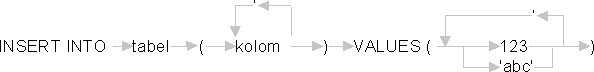 , ,
INSERT INTO tabel ( kolom ) VALUES ( 123 )
'abc'